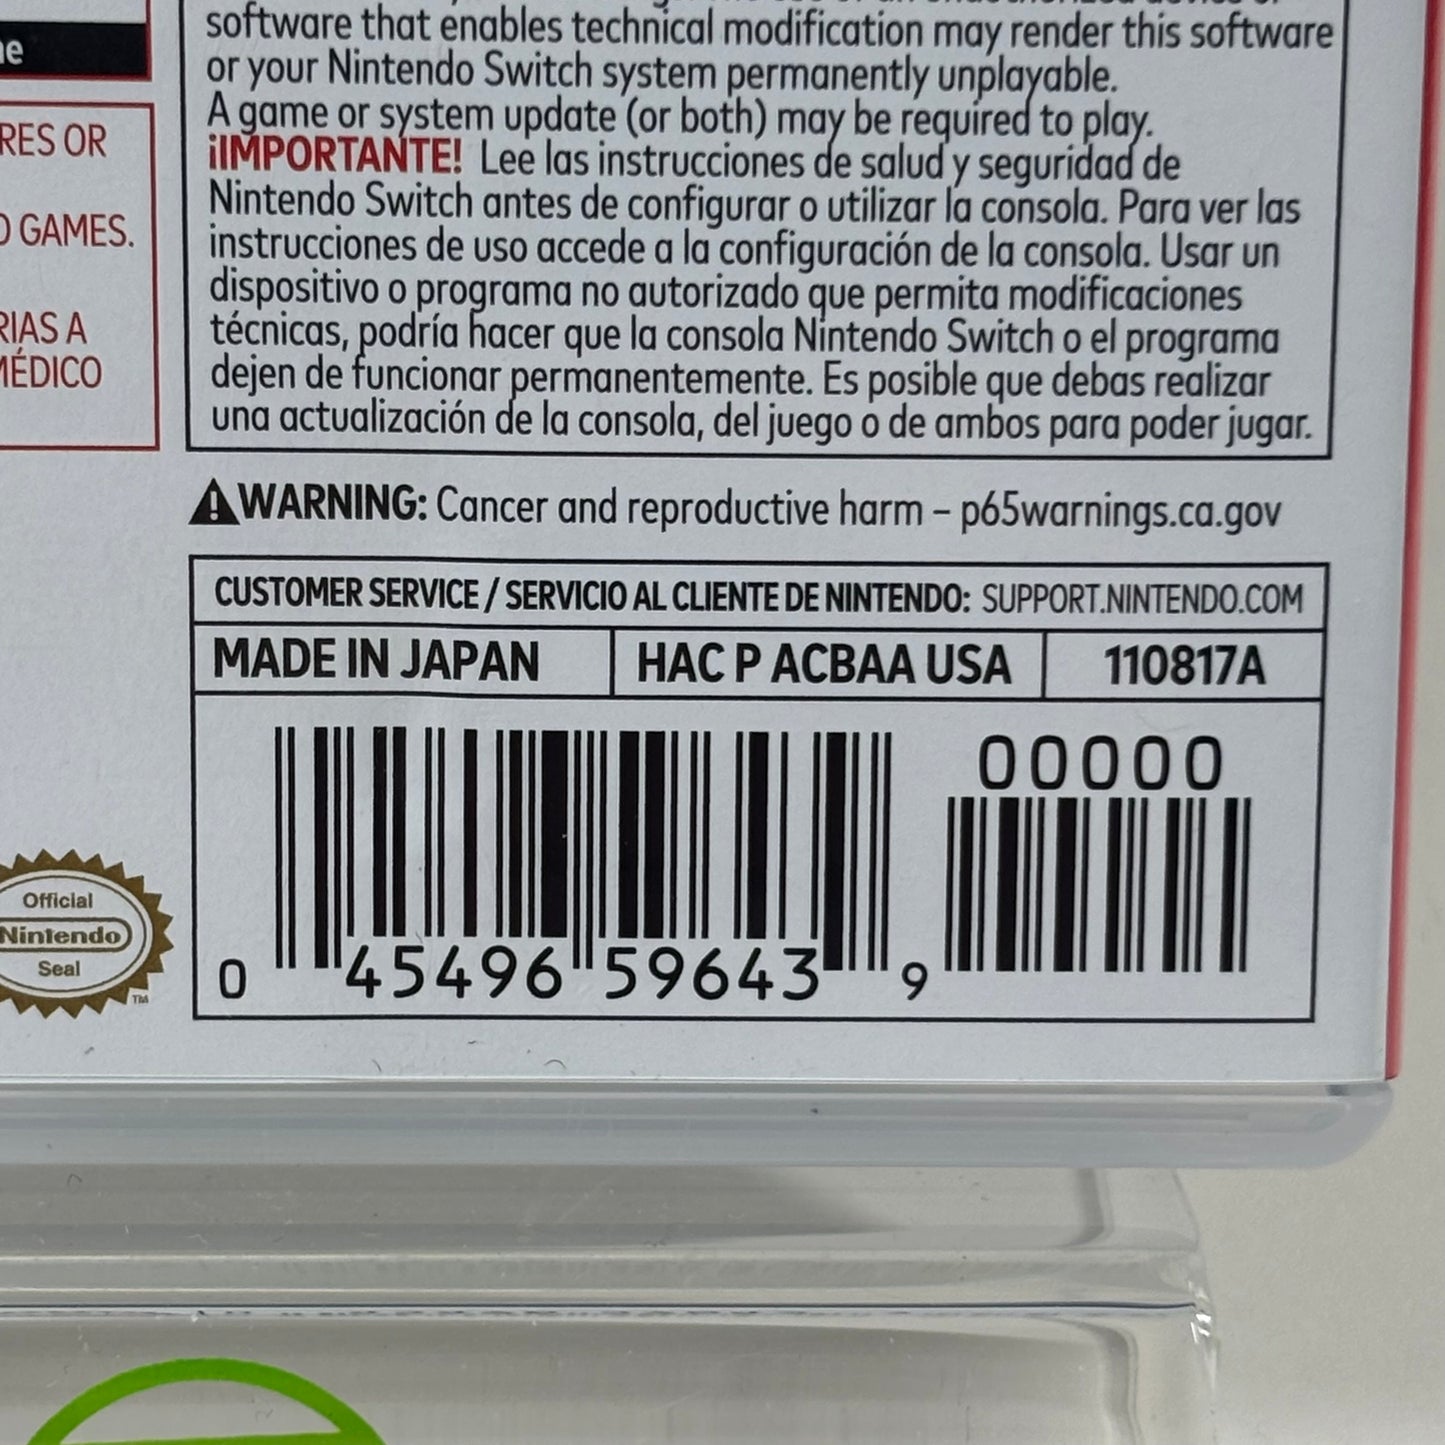 software that enables technical modification may render this software
or your Nintendo Switch system permanently unplayable.
A game or system update (or both) may be required to play.
¡IMPORTANTE! Lee las instrucciones de salud y seguridad de
Nintendo Switch antes de configurar o utilizar la consola. Para ver las
instrucciones de uso accede a la configuración de la consola. Usar un
dispositivo o programa no autorizado que permita modificaciones
técnicas, podría hacer que la consola Nintendo Switch o el programa
dejen de funcionar permanentemente. Es posible que debas realizar
una actualización de la consola, del juego o de ambos para poder jugar.
RES OR
GAMES.
RIAS A
MÉDICO
WARNING: Cancer and reproductive harm – p65warnings.ca.gov
CUSTOMER SERVICE / SERVICIO AL CLIENTE DE NINTENDO: SUPPORT.NINTENDO.COM
MADE IN JAPAN HAC P ACBAA USA 110817A
00000
0 45496 59643 9
Official
Nintendo
Seal
TM